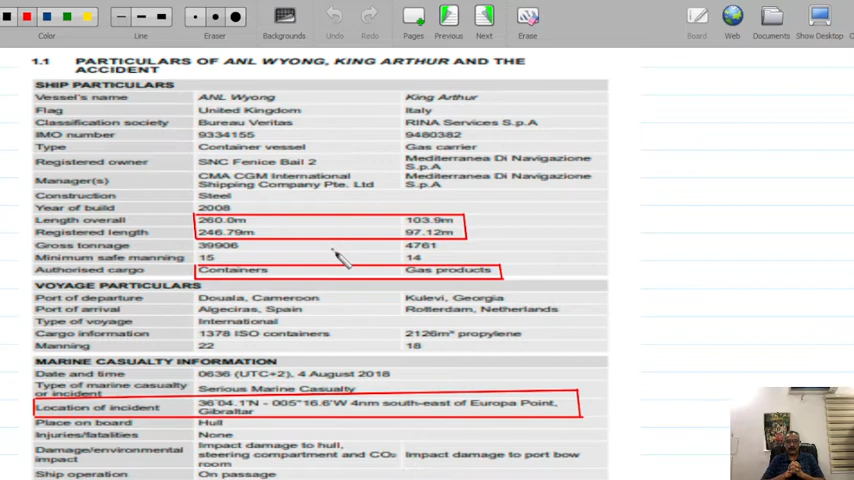 Color Line Eraser Backgrounds Undo Redo Pages Previous Next Erase Board Web Documents Show Desktop
1.1 PARTICULARS OF ANL WYONG, KING ARTHUR AND THE
ACCIDENT
SHIP PARTICULARS
Vessel's name ANL Wyong King Arthur
Flag United Kingdom Italy
Classification society Bureau Veritas RINA Services S.p.A
IMO number 9334155 9480382
Type Container vessel Gas carrier
Registered owner SNC Fenice Bail 2 Mediterranea Di Navigazione S.p.A
Manager(s) CMA CGM International Shipping Company Pte. Ltd Mediterranea Di Navigazione S.p.A
Construction Steel
Year of build 2008
Length overall 260.0m 103.9m
Registered length 246.79m 97.12m
Gross tonnage 39906 4761
Minimum safe manning 15 14
Authorised cargo Containers Gas products
VOYAGE PARTICULARS
Port of departure Douala, Cameroon Kulevi, Georgia
Port of arrival Algeciras, Spain Rotterdam, Netherlands
Type of voyage International
Cargo information 1378 ISO containers 2126m³ propylene
Manning 22 18
MARINE CASUALTY INFORMATION
Date and time 0636 (UTC+2), 4 August 2018
Type of marine casualty or incident Serious Marine Casualty
Location of incident 36°04.1'N - 005°16.6'W 4nm south-east of Europa Point, Gibraltar
Place on board Hull
Injuries/fatalities None
Damage/environmental impact Impact damage to hull, steering compartment and CO₂ room Impact damage to port bow
Ship operation On passage